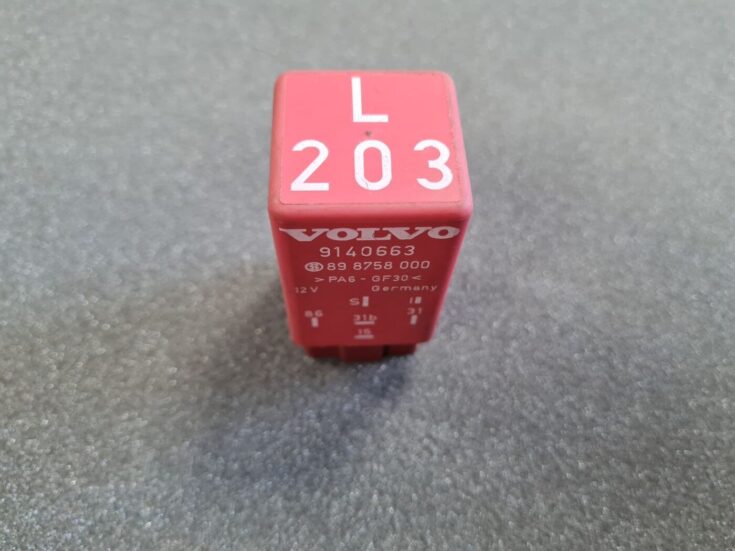 L
203
VOLVO
9140663
89 8758 000
>PA6 - GF30<
12V Germany
S I
86 31b 31
15